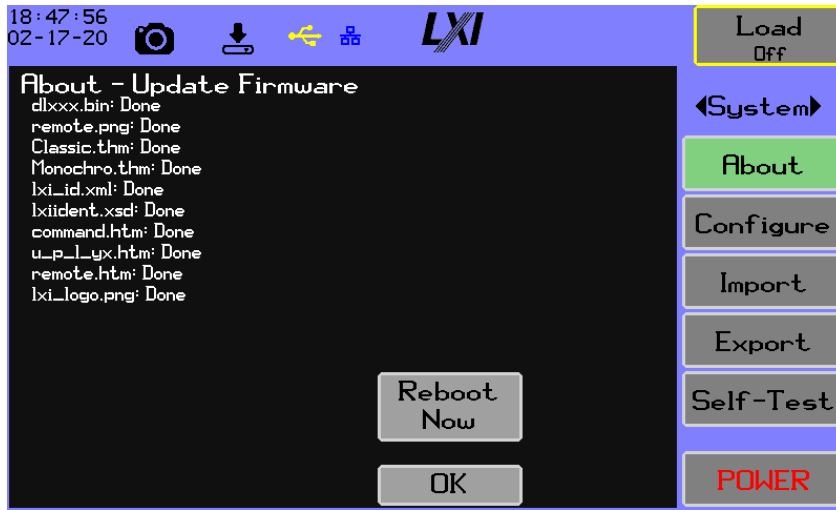 18:47:56
02-17-20
LXI
Load
Off
About - Update Firmware
dlxxx.bin: Done
remote.png: Done
Classic.thm: Done
Monochro.thm: Done
lxi_id.xml: Done
lxiident.xsd: Done
command.htm: Done
u_p_l_yx.htm: Done
remote.htm: Done
lxi_logo.png: Done
Reboot
Now
OK
System
About
Configure
Import
Export
Self-Test
POWER